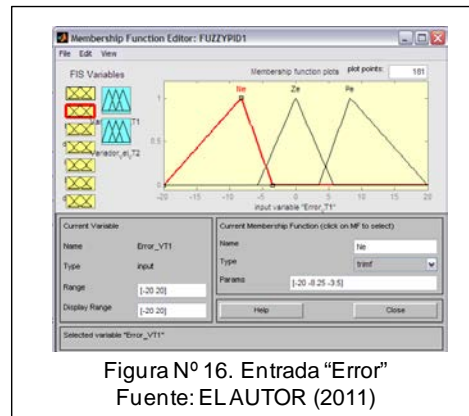 Membership Function Editor: FUZZYPID1
File Edit View
FIS Variables
Membership function plots plot points: 181
Ne Ze Pe
1
0.5
0
-20 -15 -10 -5 0 5 10 15 20
input variable "Error_VT1"
Current Variable
Name Error_VT1
Type input
Range [-20 20]
Display Range [-20 20]
Current Membership Function (click on MF to select)
Name Ne
Type trimf
Params [-20 -8.25 -3.5]
Help Close
Selected variable "Error_VT1"
Figura Nº 16. Entrada “Error”
Fuente: EL AUTOR (2011)